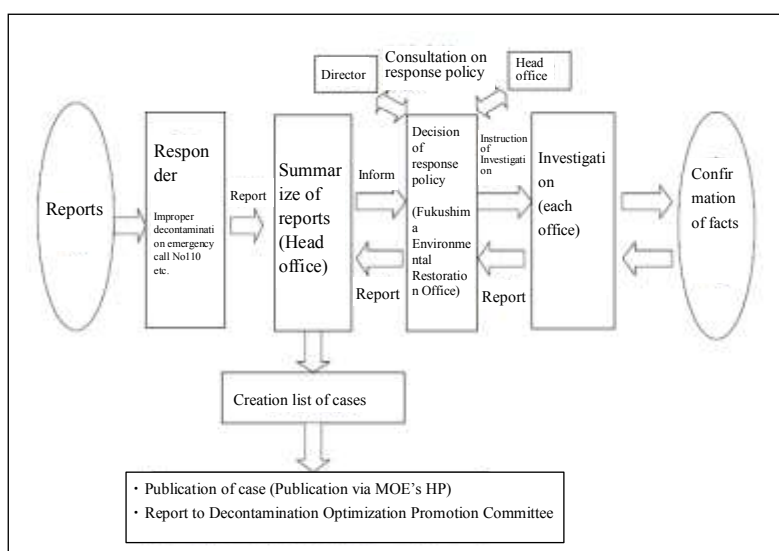 Consultation on
response policy
Director
Head
office
Reports
Respon
der
Improper
decontaminati
on emergency
call No110
etc.
Report
Summar
ize of
reports
(Head
office)
Inform
Report
Decision
of
response
policy
(Fukushim
a
Environme
ntal
Restoratio
n Office)
Instruction
of
Investigati
on
Report
Investigati
on
(each
office)
Confir
mation
of facts
Creation list of cases
・Publication of case (Publication via MOE’s HP)
・Report to Decontamination Optimization Promotion Committee